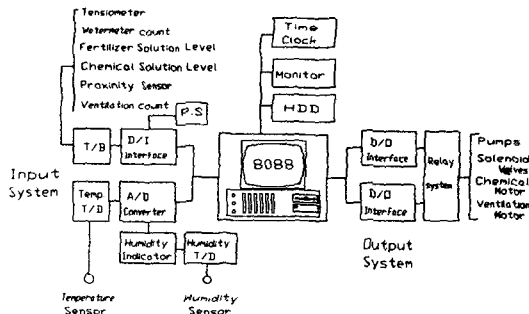 Tensiometer
Watermeter count
Fertilizer Solution Level
Chemical Solution Level
Proximity Sensor
Ventilation count
P.S
T/B
D/I
Interface
Input
System
Temp
T/D
A/D
Converter
Humidity
Indicator
Humidity
T/D
Temperature
Sensor
Humidity
Sensor
Time
Clock
Monitor
HDD
8088
D/O
Interface
D/O
Interface
Relay
system
Pumps
Solenoid
Valves
Chemical
Motor
Ventilation
Motor
Output
System